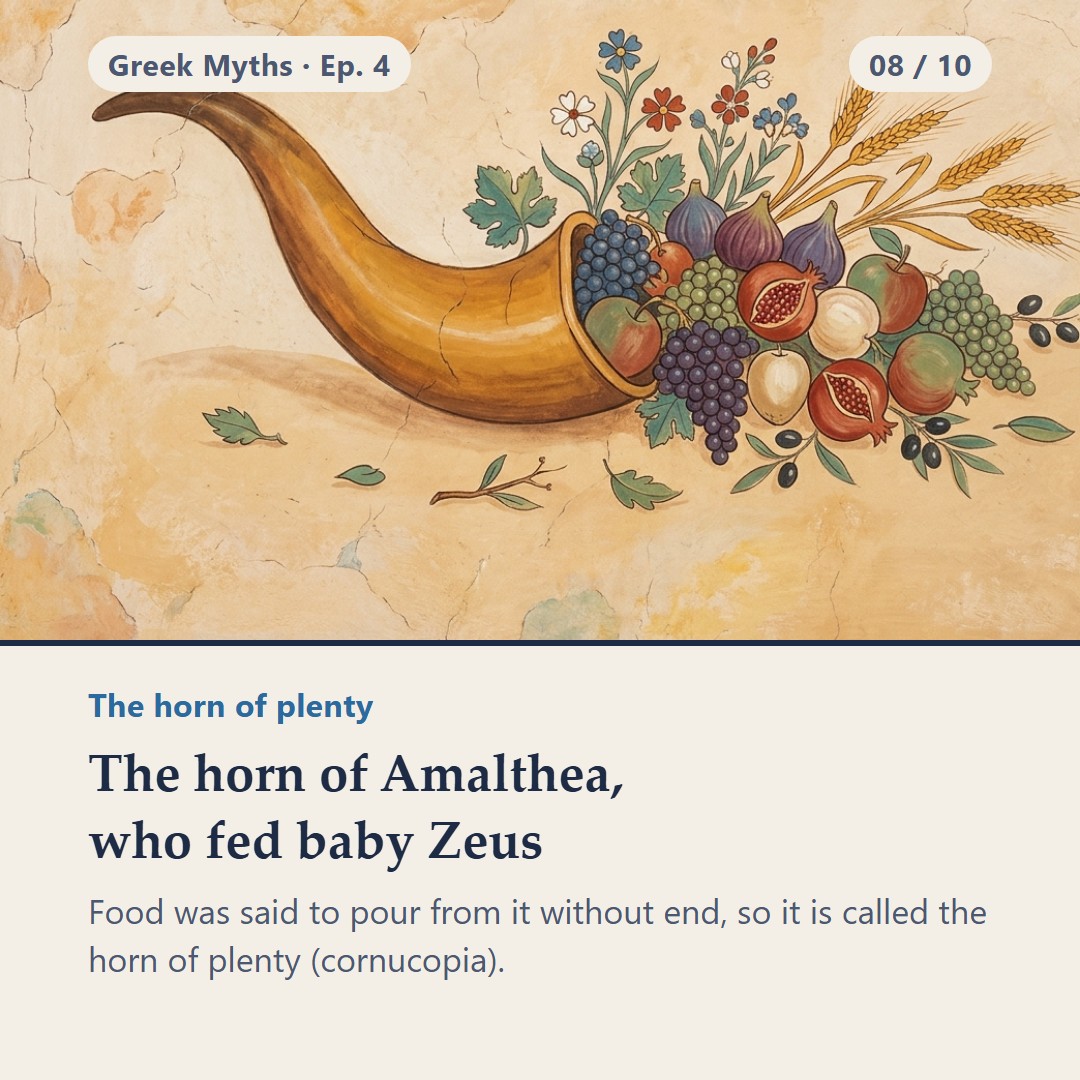 Greek Myths · Ep. 4
08 / 10
The horn of plenty
The horn of Amalthea,
who fed baby Zeus
Food was said to pour from it without end, so it is called the
horn of plenty (cornucopia).